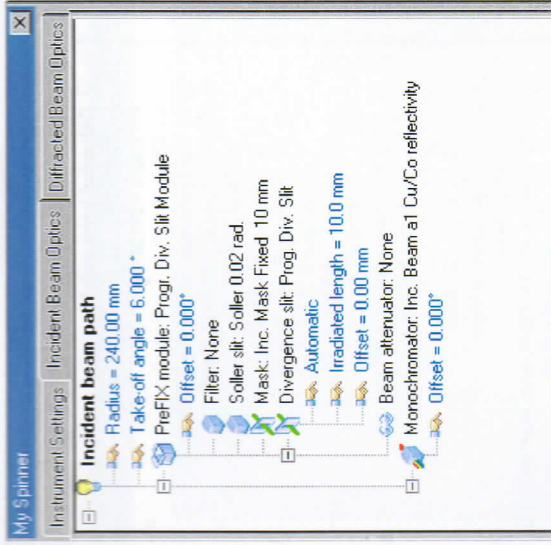 My Spinner
Instrument Settings
Incident Beam Optics
Diffracted Beam Optics
Incident beam path
Radius = 240.00 mm
Take-off angle = 6.000 °
PreFIX module: Progr. Div. Slit Module
Offset = 0.000°
Filter: None
Soller slit: Soller 0.02 rad.
Mask: Inc. Mask Fixed 10 mm
Divergence slit: Prog. Div. Slit
Automatic
Irradiated length = 10.0 mm
Offset = 0.00 mm
Beam attenuator: None
Monochromator: Inc. Beam a1 Cu/Co reflectivity
Offset = 0.000°